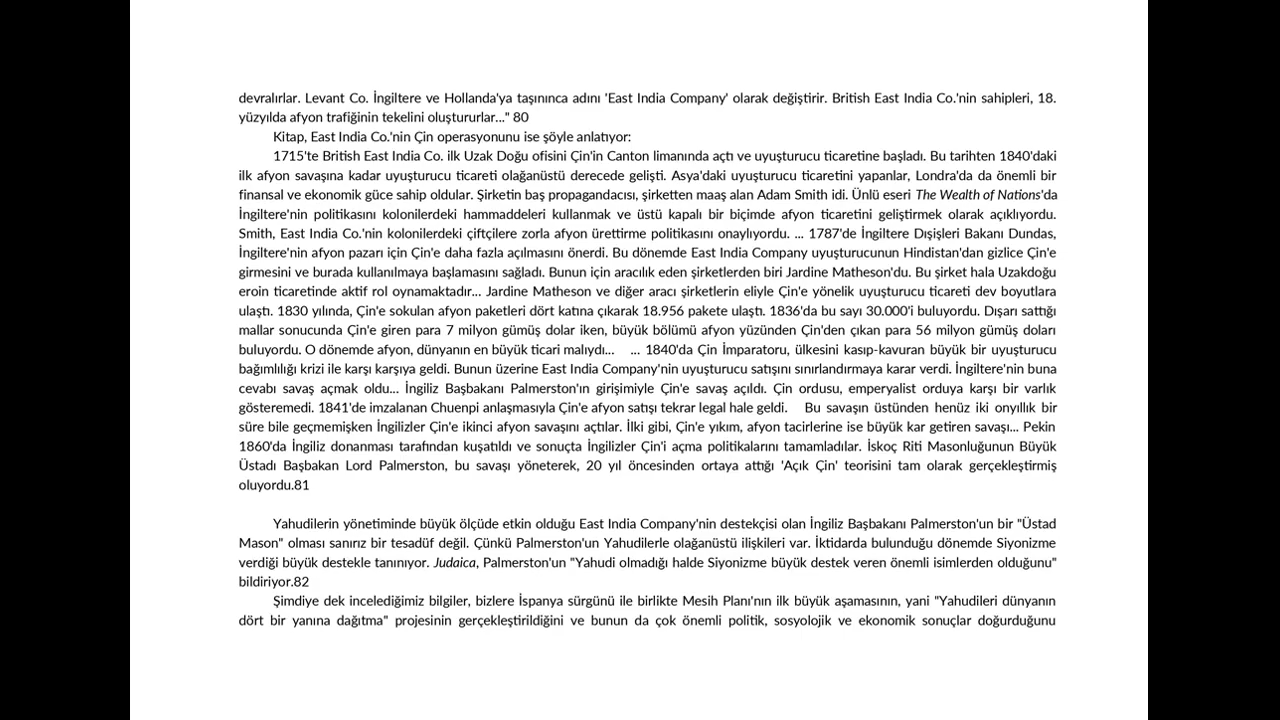 devralırlar. Levant Co. İngiltere ve Hollanda'ya taşınınca adını 'East India Company' olarak değiştirir. British East India Co.'nin sahipleri, 18.
yüzyılda afyon trafiğinin tekelini oluştururlar..." 80
Kitap, East India Co.'nin Çin operasyonunu ise şöyle anlatıyor:
1715'te British East India Co. ilk Uzak Doğu ofisini Çin'in Canton limanında açtı ve uyuşturucu ticaretine başladı. Bu tarihten 1840'daki
ilk afyon savaşına kadar uyuşturucu ticareti olağanüstü derecede gelişti. Asya'daki uyuşturucu ticaretini yapanlar, Londra'da da önemli bir
finansal ve ekonomik güce sahip oldular. Şirketin baş propagandacısı, şirketten maaş alan Adam Smith idi. Ünlü eseri The Wealth of Nations'da
İngiltere'nin politikasını kolonilerdeki hammaddeleri kullanmak ve üstü kapalı bir biçimde afyon ticaretini geliştirmek olarak açıklıyordu.
Smith, East India Co.'nin kolonilerdeki çiftçilere zorla afyon ürettirme politikasını onaylıyordu. ... 1787'de İngiltere Dışişleri Bakanı Dundas,
İngiltere'nin afyon pazarı için Çin'e daha fazla açılmasını önerdi. Bu dönemde East India Company uyuşturucunun Hindistan'dan gizlice Çin'e
girmesini ve burada kullanılmaya başlamasını sağladı. Bunun için aracılık eden şirketlerden biri Jardine Matheson'du. Bu şirket hala Uzakdoğu
eroin ticaretinde aktif rol oynamaktadır... Jardine Matheson ve diğer aracı şirketlerin eliyle Çin'e yönelik uyuşturucu ticareti dev boyutlara
ulaştı. 1830 yılında, Çin'e sokulan afyon paketleri dört katına çıkarak 18.956 pakete ulaştı. 1836'da bu sayı 30.000'i buluyordu. Dışarı sattığı
mallar sonucunda Çin'e giren para 7 milyon gümüş dolar iken, büyük bölümü afyon yüzünden Çin'den çıkan para 56 milyon gümüş doları
buluyordu. O dönemde afyon, dünyanın en büyük ticari malıydı... ... 1840'da Çin İmparatoru, ülkesini kasıp-kavuran büyük bir uyuşturucu
bağımlılığı krizi ile karşı karşıya geldi. Bunun üzerine East India Company'nin uyuşturucu satışını sınırlandırmaya karar verdi. İngiltere'nin buna
cevabı savaş açmak oldu... İngiliz Başbakanı Palmerston'ın girişimiyle Çin'e savaş açıldı. Çin ordusu, emperyalist orduya karşı bir varlık
gösteremedi. 1841'de imzalanan Chuenpi anlaşmasıyla Çin'e afyon satışı tekrar legal hale geldi. Bu savaşın üstünden henüz iki onyıllık bir
süre bile geçmemişken İngilizler Çin'e ikinci afyon savaşını açtılar. İlki gibi, Çin'e yıkım, afyon tacirlerine ise büyük kar getiren savaşı... Pekin
1860'da İngiliz donanması tarafından kuşatıldı ve sonuçta İngilizler Çin'i açma politikalarını tamamladılar. İskoç Riti Masonluğunun Büyük
Üstadı Başbakan Lord Palmerston, bu savaşı yöneterek, 20 yıl öncesinden ortaya attığı 'Açık Çin' teorisini tam olarak gerçekleştirmiş
oluyordu.81
Yahudilerin yönetiminde büyük ölçüde etkin olduğu East India Company'nin destekçisi olan İngiliz Başbakanı Palmerston'un bir "Üstad
Mason" olması sanırız bir tesadüf değil. Çünkü Palmerston'un Yahudilerle olağanüstü ilişkileri var. İktidarda bulunduğu dönemde Siyonizme
verdiği büyük destekle tanınıyor. Judaica, Palmerston'un "Yahudi olmadığı halde Siyonizme büyük destek veren önemli isimlerden olduğunu"
bildiriyor.82
Şimdiye dek incelediğimiz bilgiler, bizlere İspanya sürgünü ile birlikte Mesih Planı'nın ilk büyük aşamasının, yani "Yahudileri dünyanın
dört bir yanına dağıtma" projesinin gerçekleştirildiğini ve bunun da çok önemli politik, sosyolojik ve ekonomik sonuçlar doğurduğunu